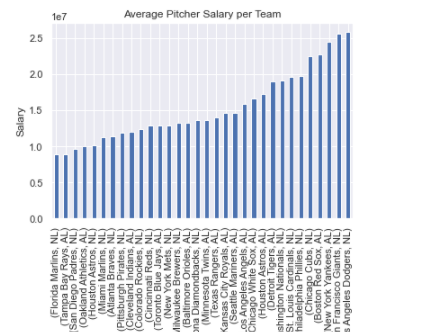 Average Pitcher Salary per Team
1e7
Salary
2.5
2.0
1.5
1.0
0.5
0.0
(Florida Marlins, NL)
(Tampa Bay Rays, AL)
(San Diego Padres, NL)
(Oakland Athletics, AL)
(Houston Astros, NL)
(Miami Marlins, NL)
(Atlanta Braves, NL)
(Pittsburgh Pirates, NL)
(Cleveland Indians, AL)
(Colorado Rockies, NL)
(Cincinnati Reds, NL)
(Toronto Blue Jays, AL)
(New York Mets, NL)
Milwaukee Brewers, NL)
(Baltimore Orioles, AL)
na Diamondbacks, NL)
(Minnesota Twins, AL)
(Texas Rangers, AL)
Kansas City Royals, AL)
(Seattle Mariners, AL)
os Angeles Angels, AL)
Chicago White Sox, AL)
(Houston Astros, AL)
(Detroit Tigers, AL)
shington Nationals, NL)
St. Louis Cardinals, NL)
Philadelphia Phillies, NL)
(Chicago Cubs, NL)
(Boston Red Sox, AL)
New York Yankees, AL)
Francisco Giants, NL)
s Angeles Dodgers, NL)